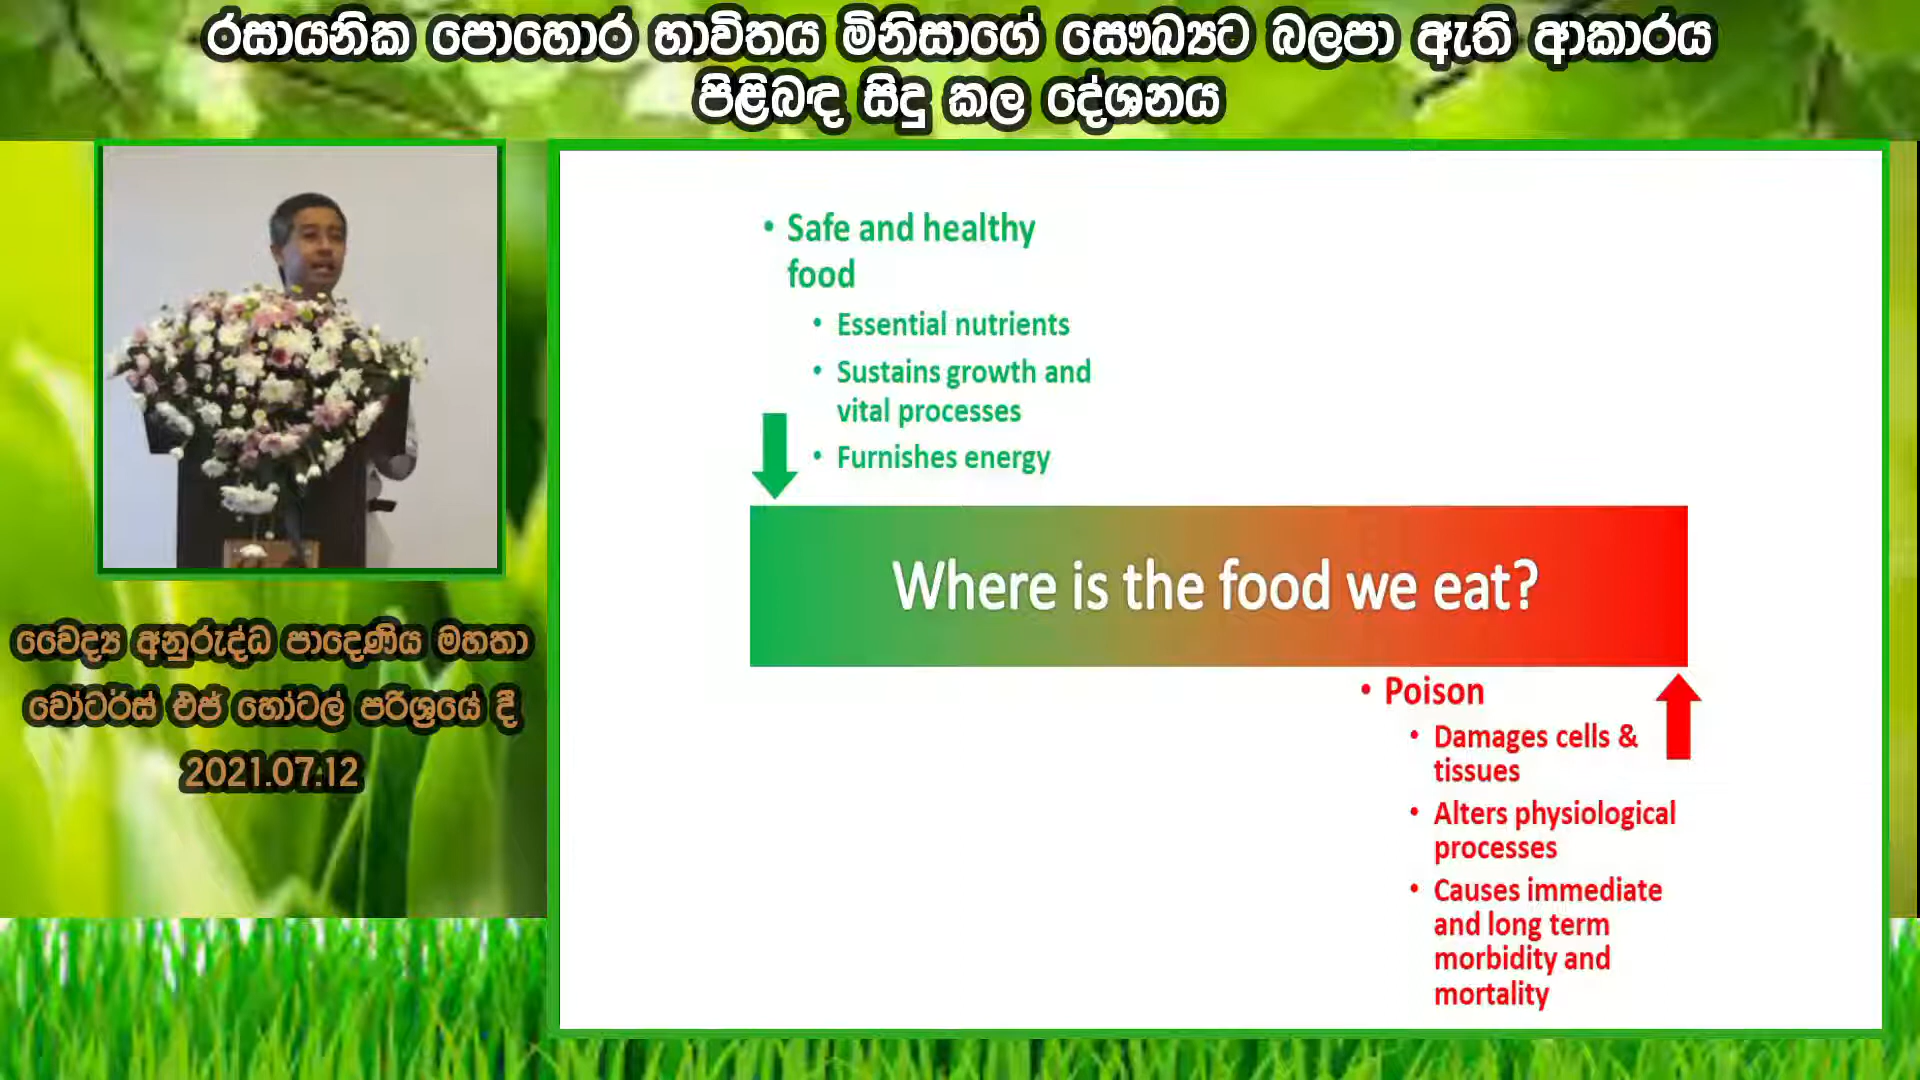 රසායනික පොහොර භාවිතය මිනිසාගේ සෞඛ්‍යට බලපා ඇති ආකාරය
පිළිබඳ සිදු කල දේශනය
වෛද්‍ය අනුරුද්ධ පාදෙණිය මහතා
වෝටර්ස් එජ් හෝටල් පරිශ්‍රයේ දී
2021.07.12
• Safe and healthy
food
• Essential nutrients
• Sustains growth and
vital processes
• Furnishes energy
Where is the food we eat?
• Poison
• Damages cells &
tissues
• Alters physiological
processes
• Causes immediate
and long term
morbidity and
mortality